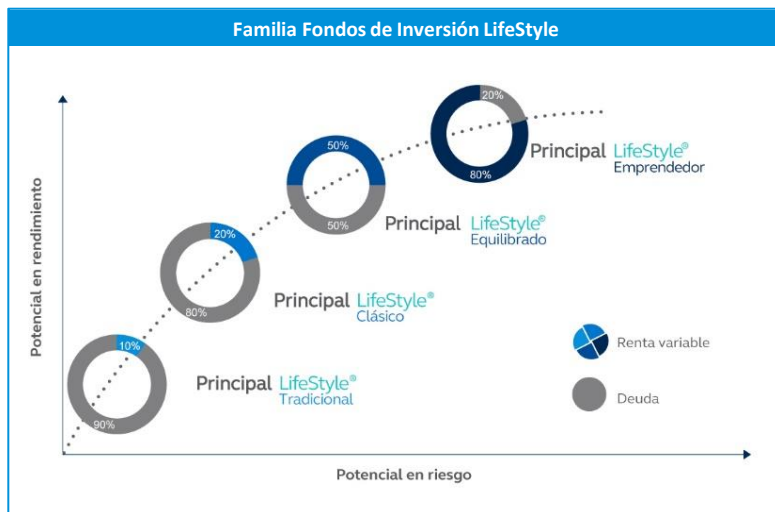 Familia Fondos de Inversión LifeStyle
Potencial en rendimiento
20%
80%
Principal LifeStyle®
Emprendedor
50%
50%
Principal LifeStyle®
Equilibrado
20%
80%
Principal LifeStyle®
Clásico
10%
90%
Principal LifeStyle®
Tradicional
Renta variable
Deuda
Potencial en riesgo